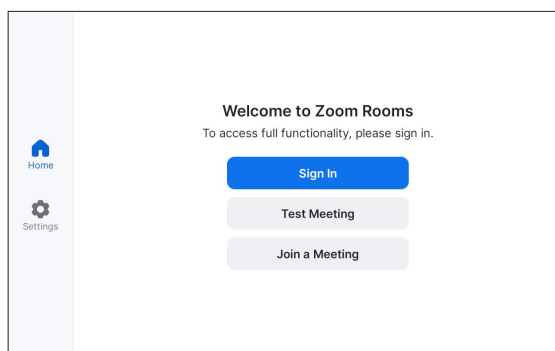 Home
Settings
Welcome to Zoom Rooms
To access full functionality, please sign in.
Sign In
Test Meeting
Join a Meeting